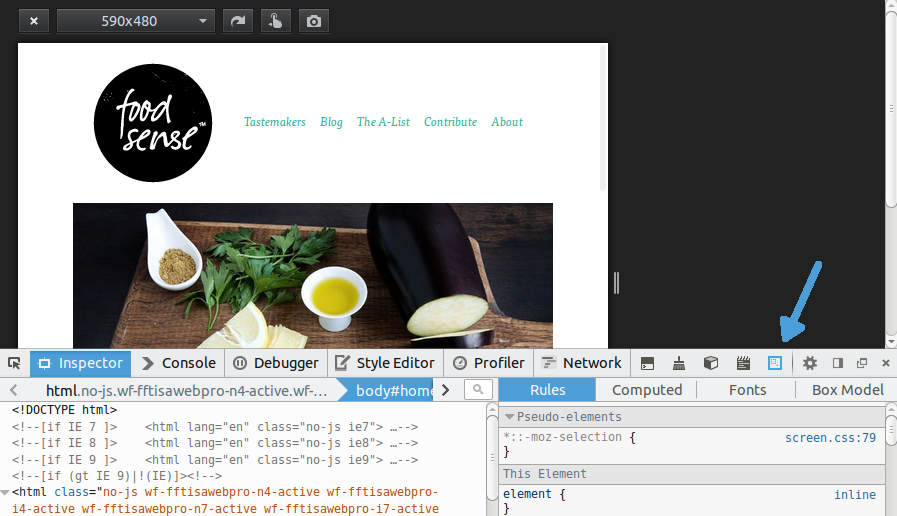 590x480
food
sense™
Tastemakers Blog The A-List Contribute About
Inspector Console Debugger Style Editor Profiler Network
html.no-js.wf-fftisawebpro-n4-active.wf-… body#home
Rules Computed Fonts Box Model
<!DOCTYPE html>
<!--[if IE 7 ]> <html lang="en" class="no-js ie7"> …-->
<!--[if IE 8 ]> <html lang="en" class="no-js ie8"> …-->
<!--[if IE 9 ]> <html lang="en" class="no-js ie9"> …-->
<!--[if (gt IE 9)|!(IE)]><!-->
<html class="no-js wf-fftisawebpro-n4-active wf-fftisawebpro-
i4-active wf-fftisawebpro-n7-active wf-fftisawebpro-i7-active
Pseudo-elements
*::-moz-selection { screen.css:79
}
This Element
element { inline
}